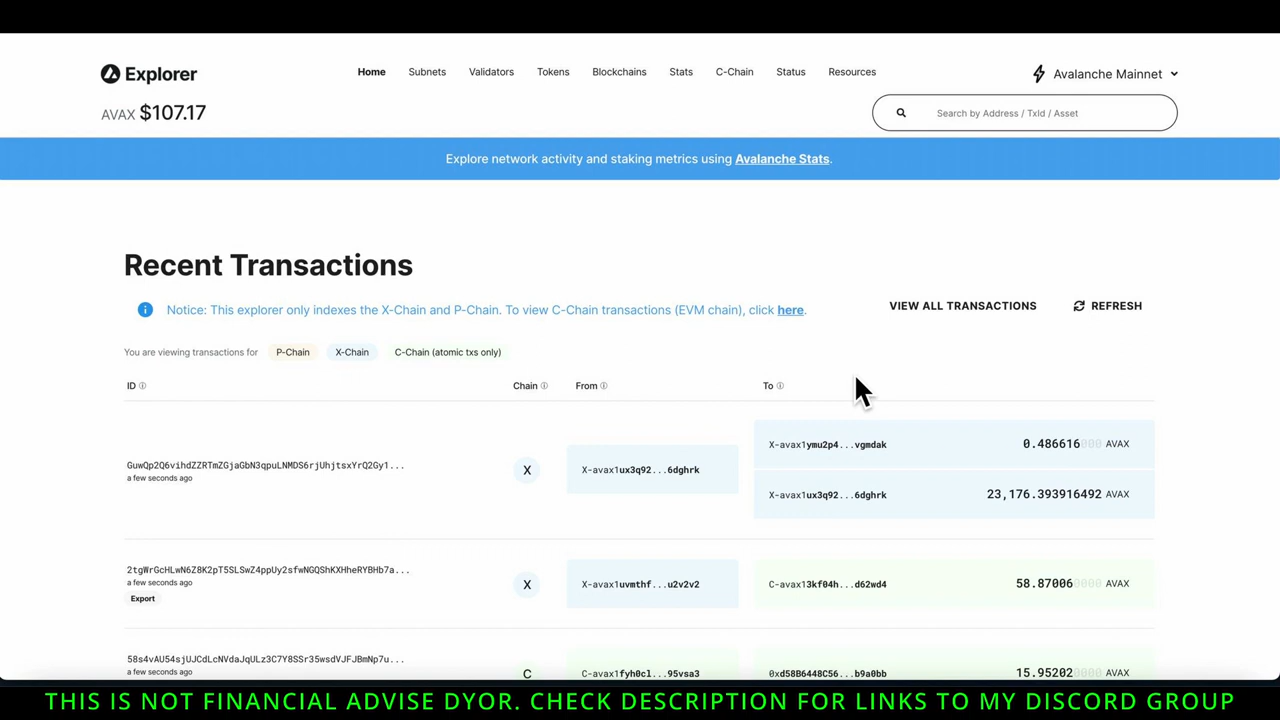 Explorer
Home Subnets Validators Tokens Blockchains Stats C-Chain Status Resources
Avalanche Mainnet
AVAX $107.17
Search by Address / TxId / Asset
Explore network activity and staking metrics using Avalanche Stats.
Recent Transactions
Notice: This explorer only indexes the X-Chain and P-Chain. To view C-Chain transactions (EVM chain), click here.
VIEW ALL TRANSACTIONS REFRESH
You are viewing transactions for P-Chain X-Chain C-Chain (atomic txs only)
ID Chain From To
X-avax1ymu2p4...vgmdak 0.486616000 AVAX
GuwQp2Q6vihdZZRTmZGjaGbN3qpuLNMDS6rjUhjtsxYrQ2Gy1... X X-avax1ux3q92...6dghrk
a few seconds ago
X-avax1ux3q92...6dghrk 23,176.393916492 AVAX
2tgWrGcHLwN6Z8K2pT5SLSwZ4ppUy2sfwNGQShKXHheRYBHb7a...
a few seconds ago X X-avax1uvmthf...u2v2v2 C-avax13kf04h...d62wd4 58.870060000 AVAX
Export
58s4vAU54sjUJCdLcNVdaJqULz3C7Y8SSr35wsdVJFJBmNp7u...
a few seconds ago C C-avax1fyh0cl...95vsa3 0xd58B6448C56...b9a0bb 15.952020000 AVAX
THIS IS NOT FINANCIAL ADVISE DYOR. CHECK DESCRIPTION FOR LINKS TO MY DISCORD GROUP